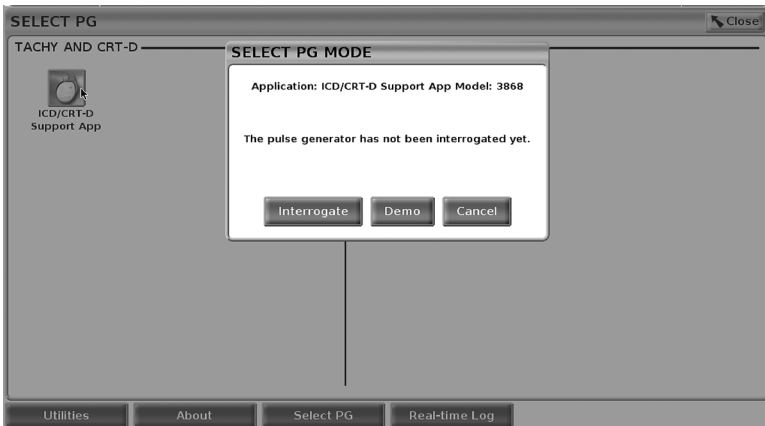 SELECT PG
Close
TACHY AND CRT-D
ICD/CRT-D
Support App
SELECT PG MODE
Application: ICD/CRT-D Support App Model: 3868
The pulse generator has not been interrogated yet.
Interrogate Demo Cancel
Utilities About Select PG Real-time Log